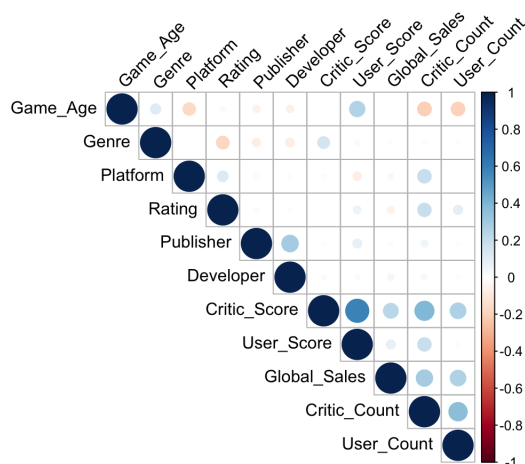 Game_Age
Genre
Platform
Rating
Publisher
Developer
Critic_Score
User_Score
Global_Sales
Critic_Count
User_Count
Game_Age
Genre
Platform
Rating
Publisher
Developer
Critic_Score
User_Score
Global_Sales
Critic_Count
User_Count
1
0.8
0.6
0.4
0.2
0
-0.2
-0.4
-0.6
-0.8
-1